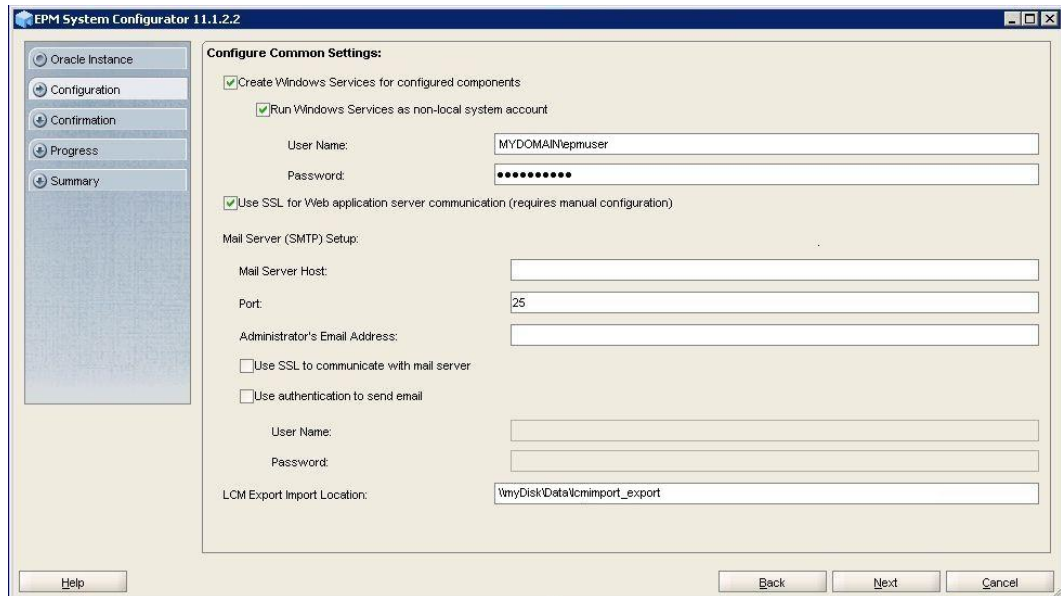 EPM System Configurator 11.1.2.2
Oracle Instance
Configuration
Confirmation
Progress
Summary
Configure Common Settings:
Create Windows Services for configured components
Run Windows Services as non-local system account
User Name: MYDOMAIN\epmuser
Password: ●●●●●●●●●●
Use SSL for Web application server communication (requires manual configuration)
Mail Server (SMTP) Setup:
Mail Server Host:
Port: 25
Administrator's Email Address:
Use SSL to communicate with mail server
Use authentication to send email
User Name:
Password:
LCM Export Import Location: \\myDisk\Data\lcmimport_export
Help Back Next Cancel